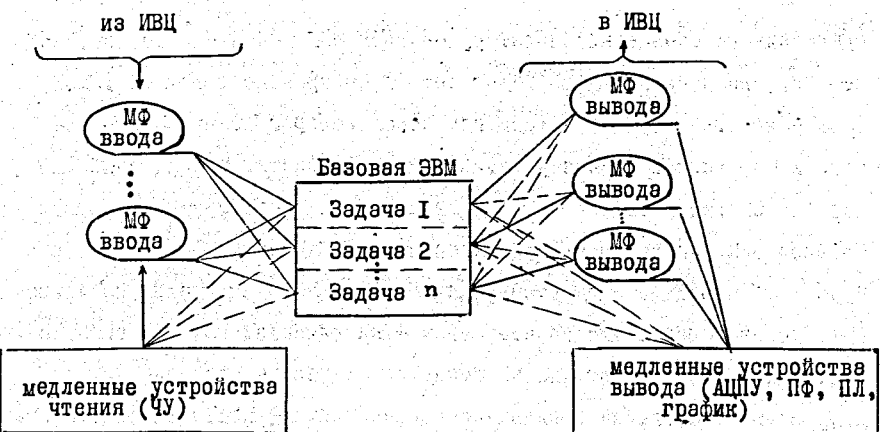 из ИВЦ
в ИВЦ
МФ
ввода
МФ
ввода
Базовая ЭВМ
Задача I
Задача 2
Задача n
МФ
вывода
МФ
вывода
МФ
вывода
медленные устройства
чтения (ЧУ)
медленные устройства
вывода (АЦПУ, ПФ, ПЛ,
график)